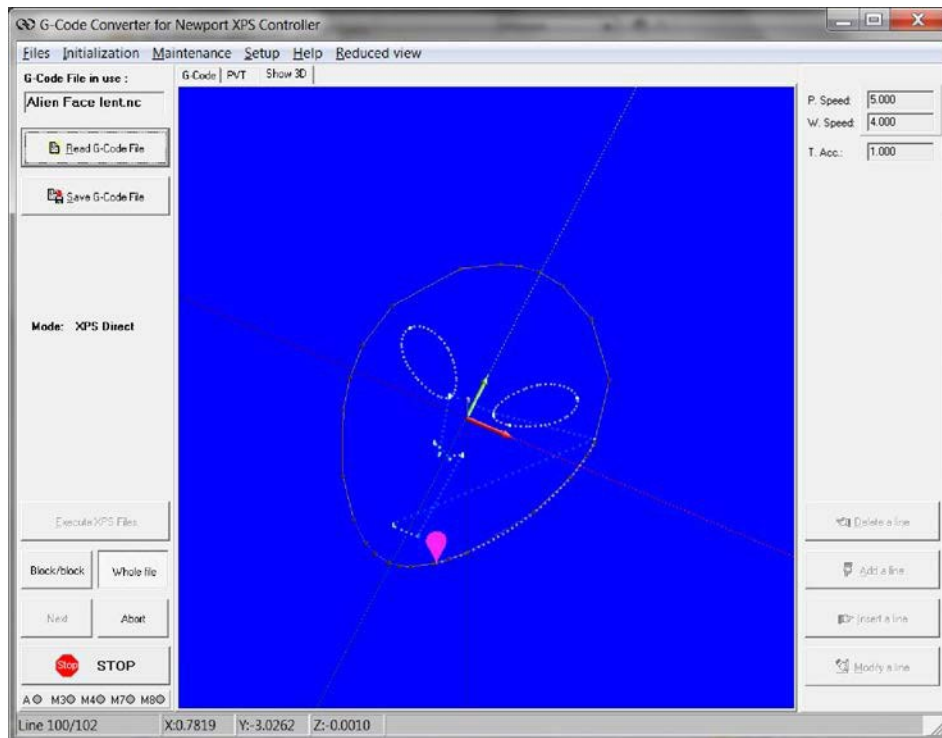 G-Code Converter for Newport XPS Controller
Files Initialization Maintenance Setup Help Reduced view
G-Code File in use :
G-Code PVT Show 3D
Alien Face lent.nc
P. Speed: 5.000
W. Speed: 4.000
Read G-Code File
T. Acc.: 1.000
Save G-Code File
Mode: XPS Direct
Execute XPS Files
Delete a line
Block/block Whole file
Add a line
Next Abort
Insert a line
Stop STOP
Modify a line
A M3 M4 M7 M8
Line 100/102 X:0.7819 Y:-3.0262 Z:-0.0010